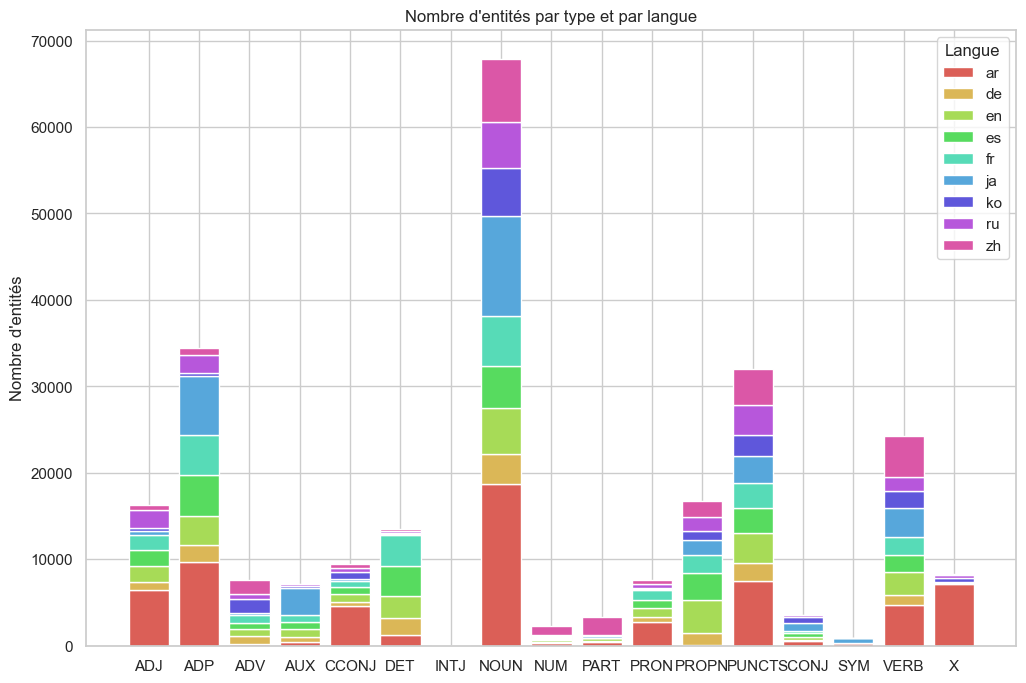 Nombre d'entités par type et par langue
Nombre d'entités
70000
60000
50000
40000
30000
20000
10000
0
ADJ ADP ADV AUX CCONJ DET INTJ NOUN NUM PART PRON PROPN PUNCT SCONJ SYM VERB X
Langue
ar
de
en
es
fr
ja
ko
ru
zh